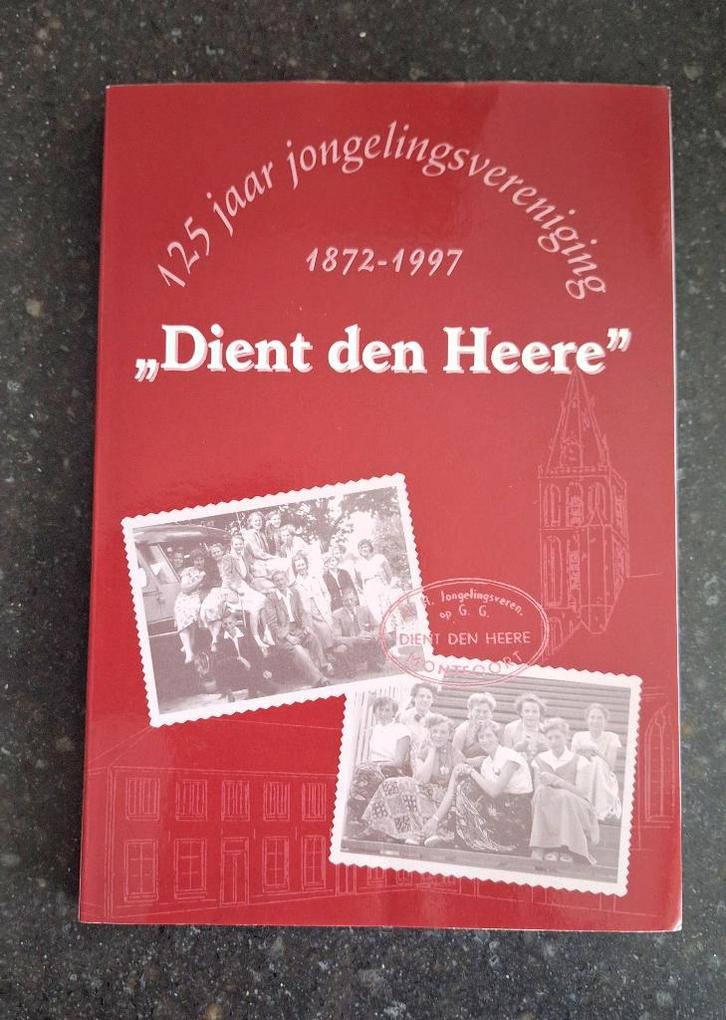 125 jaar jongelingsvereniging
1872-1997
„Dient den Heere”
Jongelingsveren.
op G. G.
DIENT DEN HEERE
MONTFOORT